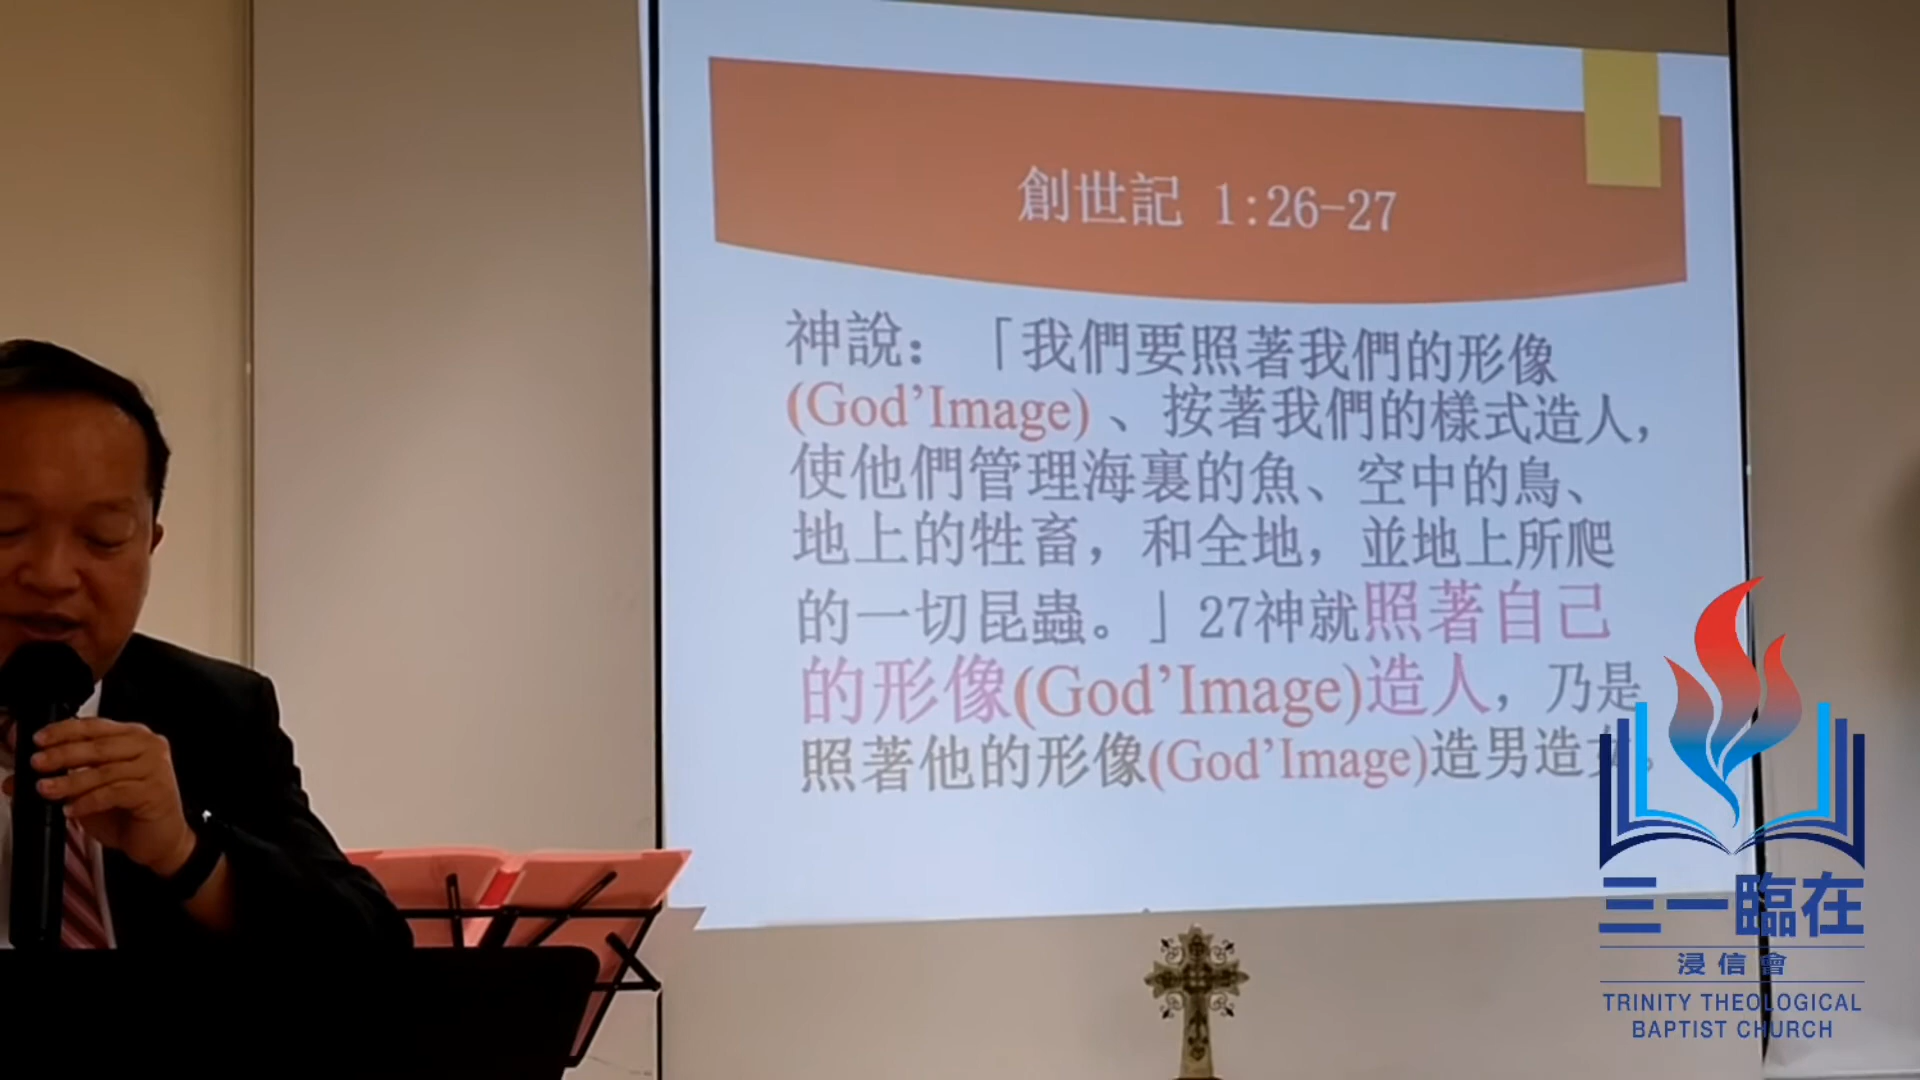 創世記 1:26-27
神說：「我們要照著我們的形像
(God'Image)、按著我們的樣式造人，
使他們管理海裏的魚、空中的鳥、
地上的牲畜，和全地，並地上所爬
的一切昆蟲。」27神就照著自己
的形像(God'Image)造人，乃是
照著他的形像(God'Image)造男造女。
三一臨在
浸信會
TRINITY THEOLOGICAL
BAPTIST CHURCH